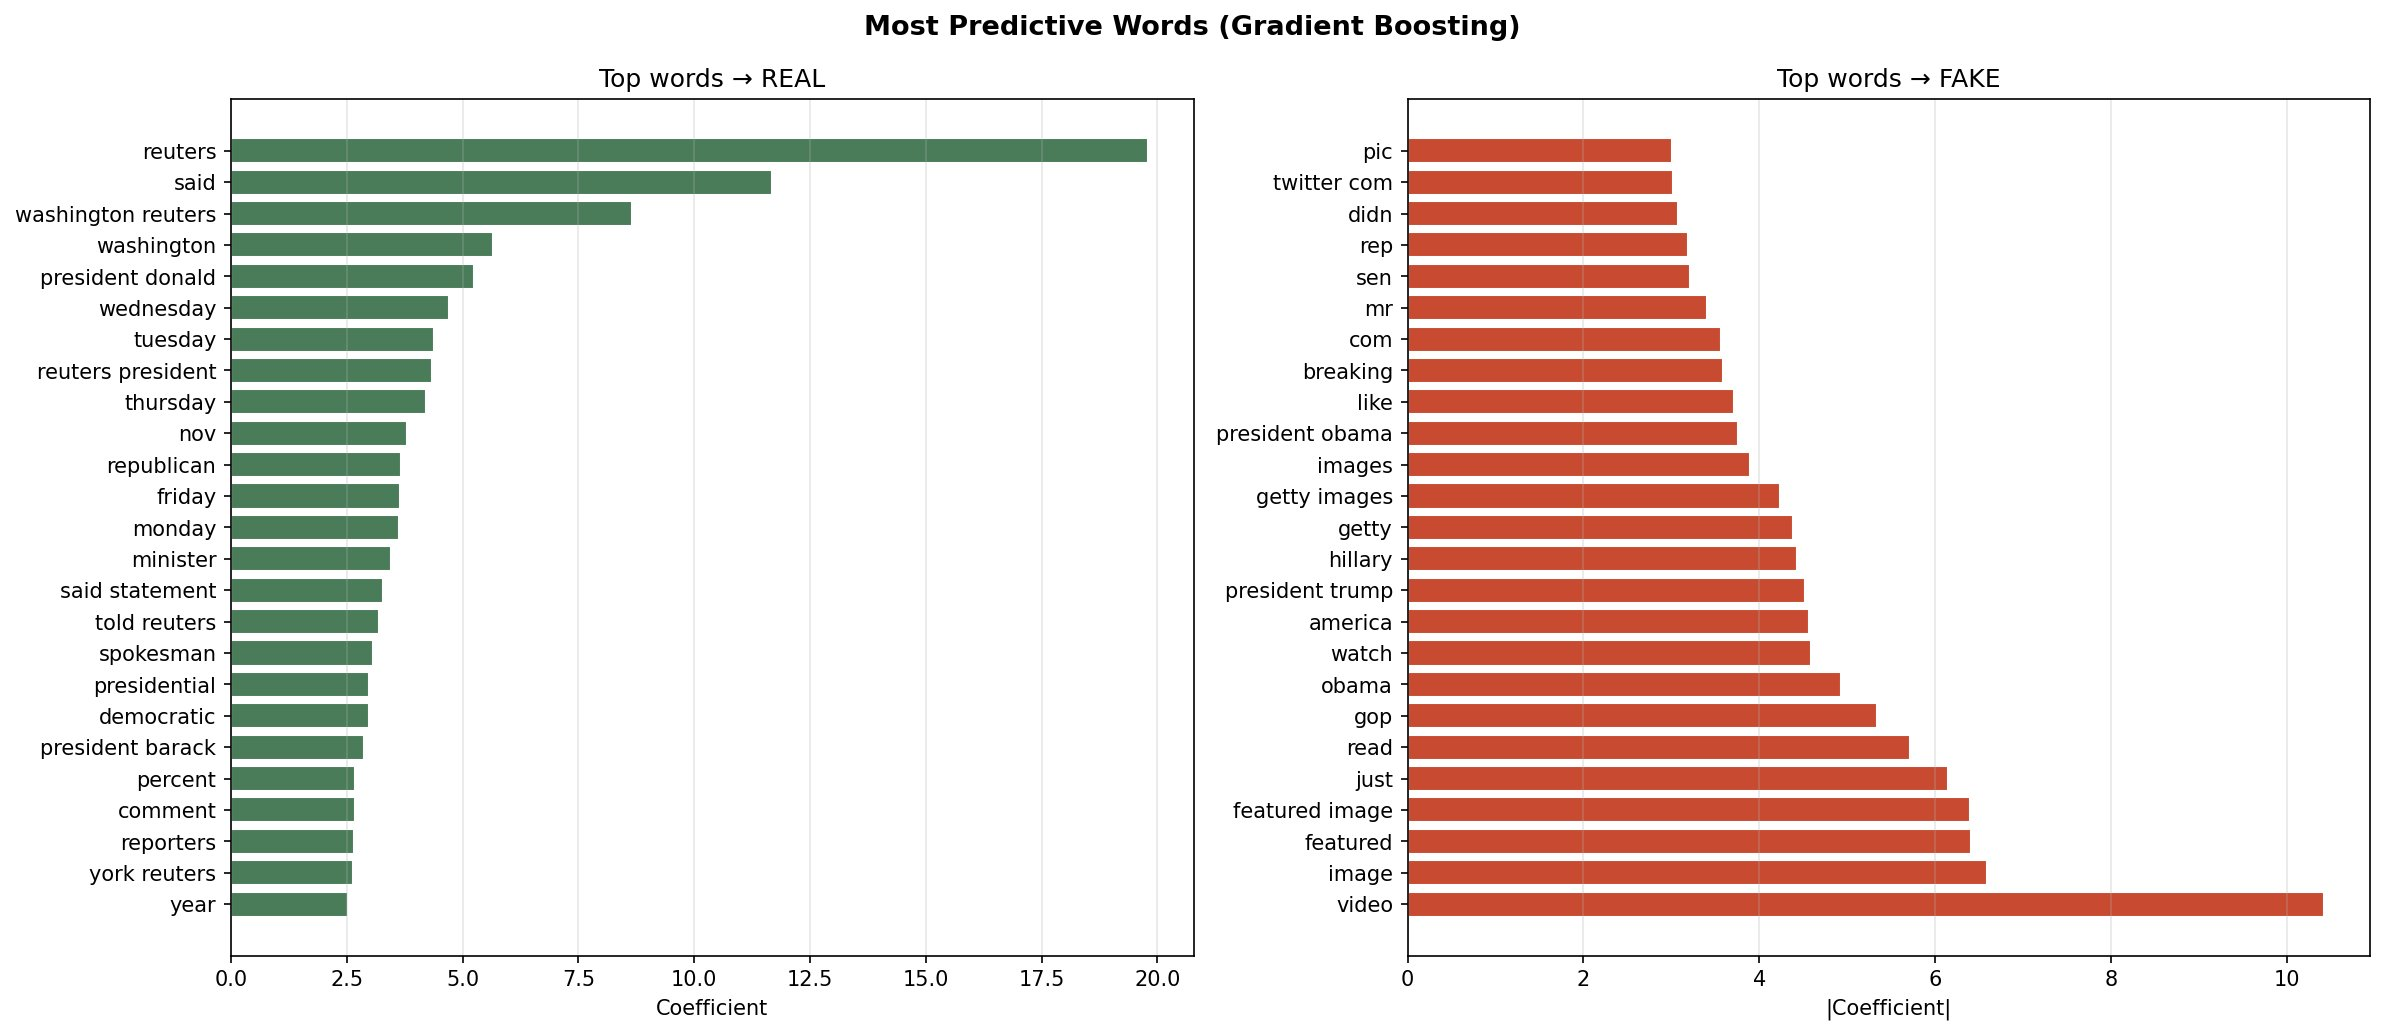 Most Predictive Words (Gradient Boosting)
Top words → REAL
reuters
said
washington reuters
washington
president donald
wednesday
tuesday
reuters president
thursday
nov
republican
friday
monday
minister
said statement
told reuters
spokesman
presidential
democratic
president barack
percent
comment
reporters
york reuters
year
0.0 2.5 5.0 7.5 10.0 12.5 15.0 17.5 20.0
Coefficient
Top words → FAKE
pic
twitter com
didn
rep
sen
mr
com
breaking
like
president obama
images
getty images
getty
hillary
president trump
america
watch
obama
gop
read
just
featured image
featured
image
video
0 2 4 6 8 10
|Coefficient|